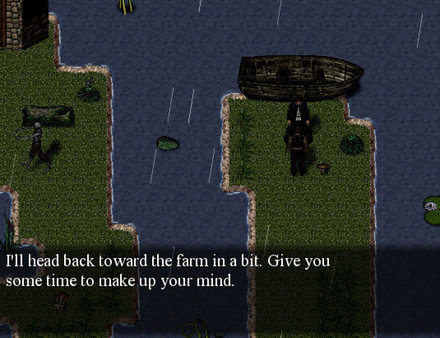 I'll head back toward the farm in a bit. Give you
some time to make up your mind.